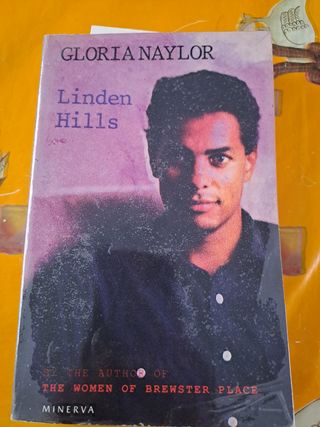 GLORIA NAYLOR
Linden
Hills
BY THE AUTHOR OF
THE WOMEN OF BREWSTER PLACE
MINERVA